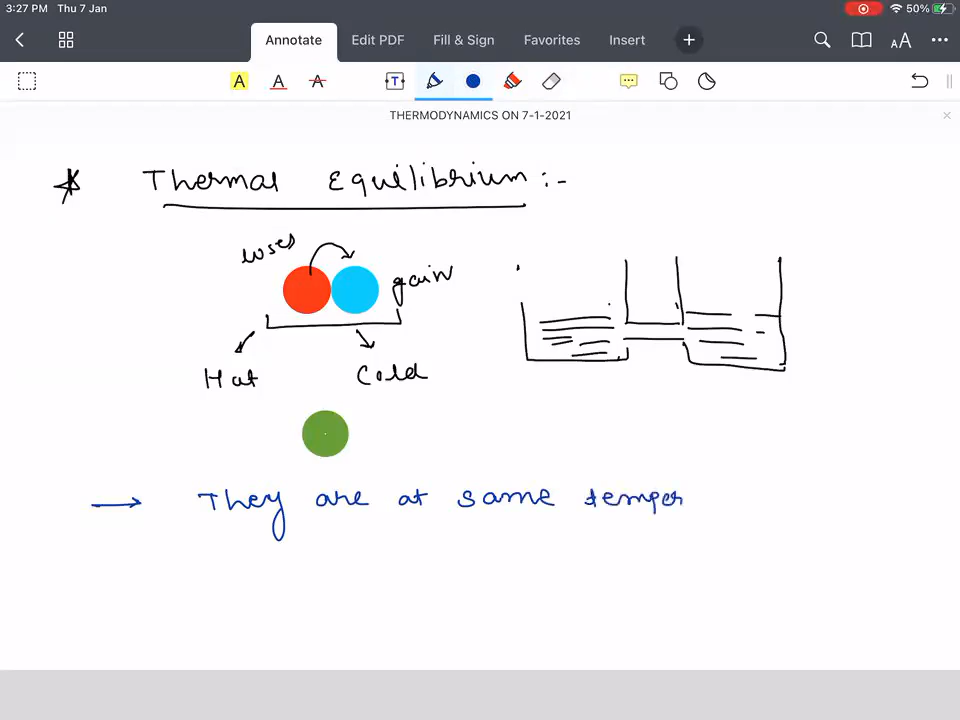 3:27 PM Thu 7 Jan 50%
Annotate Edit PDF Fill & Sign Favorites Insert
A A A T
THERMODYNAMICS ON 7-1-2021
Thermal Equilibrium :-
loses
gain
Hot Cold
They are at same temper